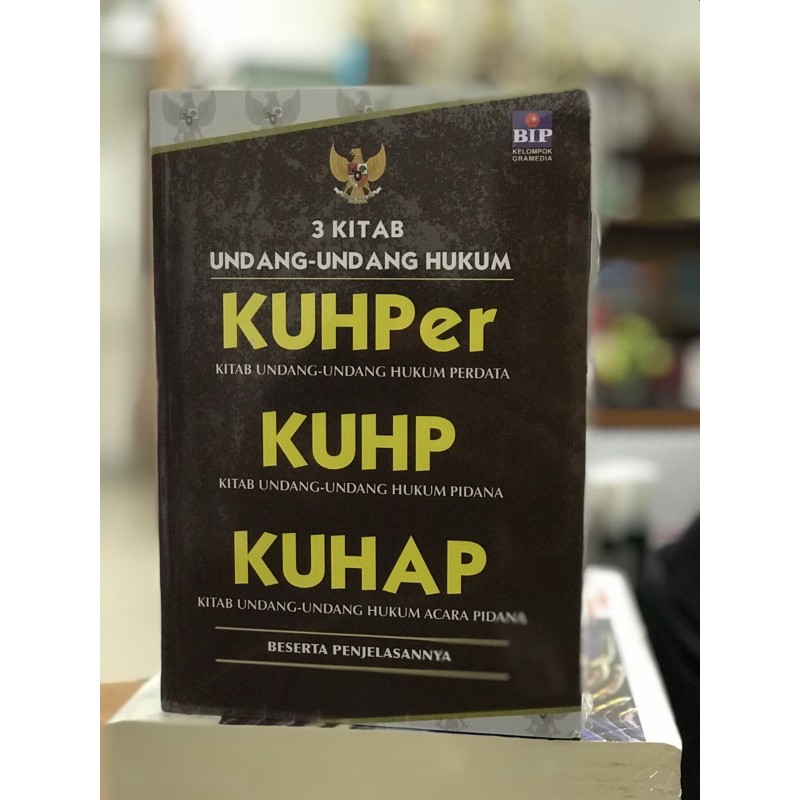 BIP
KELOMPOK
GRAMEDIA
3 KITAB
UNDANG-UNDANG HUKUM
KUHPer
KITAB UNDANG-UNDANG HUKUM PERDATA
KUHP
KITAB UNDANG-UNDANG HUKUM PIDANA
KUHAP
KITAB UNDANG-UNDANG HUKUM ACARA PIDANA
BESERTA PENJELASANNYA